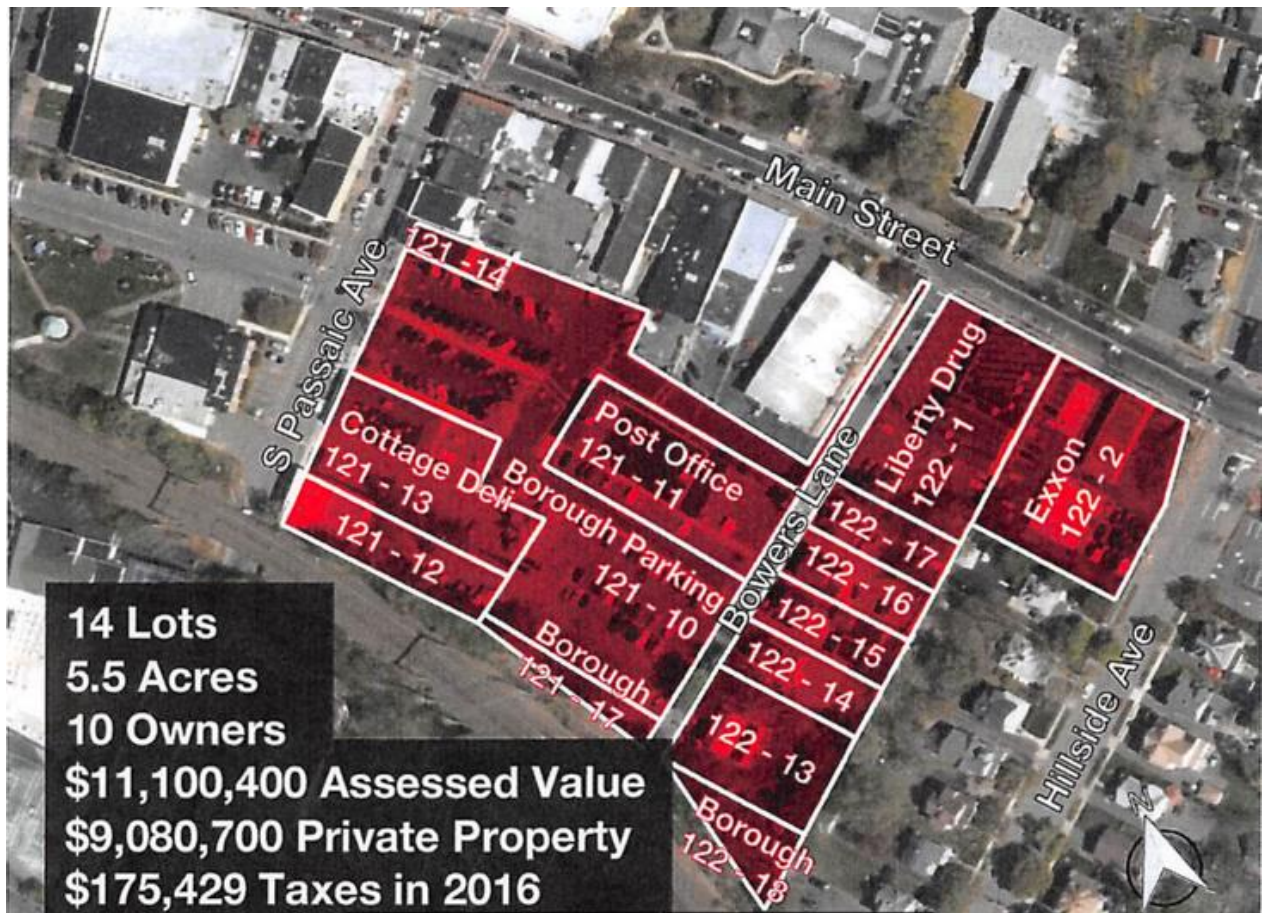 Main Street
S Passaic Ave
121 -14
Cottage Deli
121 - 13
121 - 12
Post Office
121 - 11
Borough Parking
121 - 10
Borough
121 - 17
Bowers Lane
Liberty Drug
122 - 1
Exxon
122 - 2
122 - 17
122 - 16
122 - 15
122 - 14
122 - 13
Borough
122 - 18
Hillside Ave
N
14 Lots
5.5 Acres
10 Owners
$11,100,400 Assessed Value
$9,080,700 Private Property
$175,429 Taxes in 2016